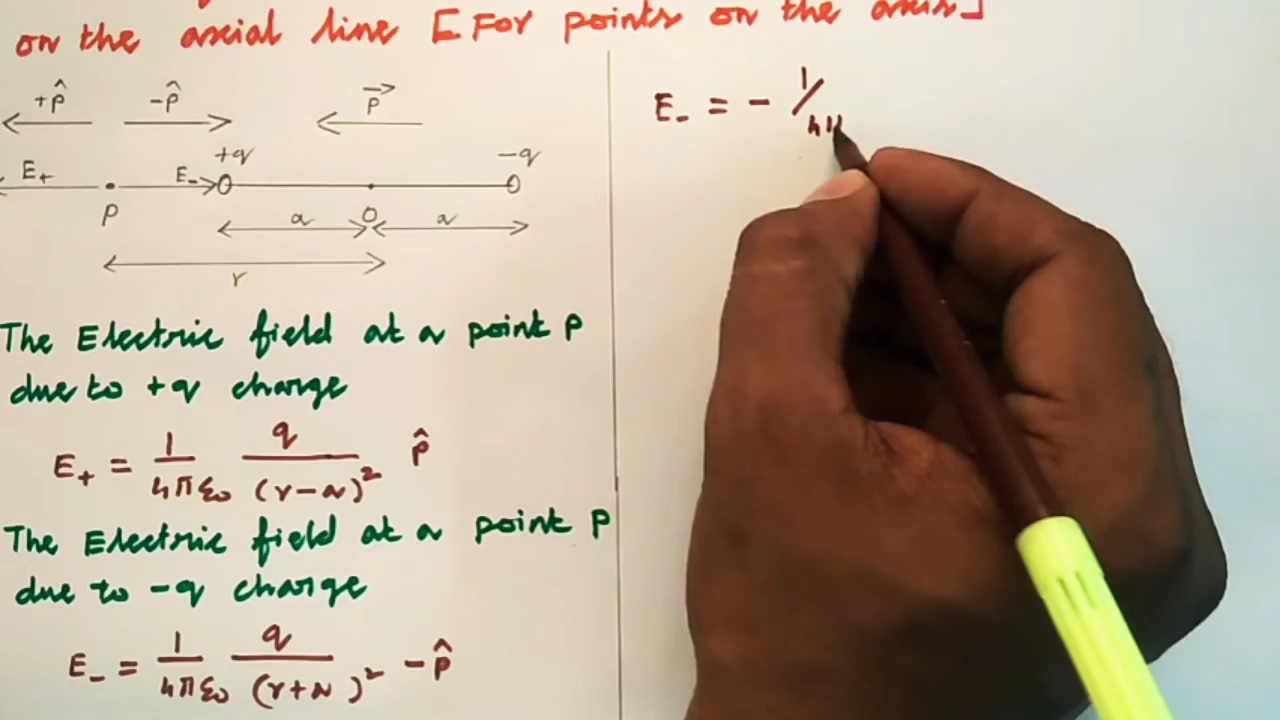 on the axial line [ For points on the axis]
+p̂ -p̂ p⃗
+q -q
E+ E-
P a O a
r
The Electric field at a point P
due to +q charge
E₊ = 1/4πε₀ q/(r-a)² p̂
The Electric field at a point P
due to -q charge
E₋ = 1/4πε₀ q/(r+a)² -p̂
E₋ = - 1/4π